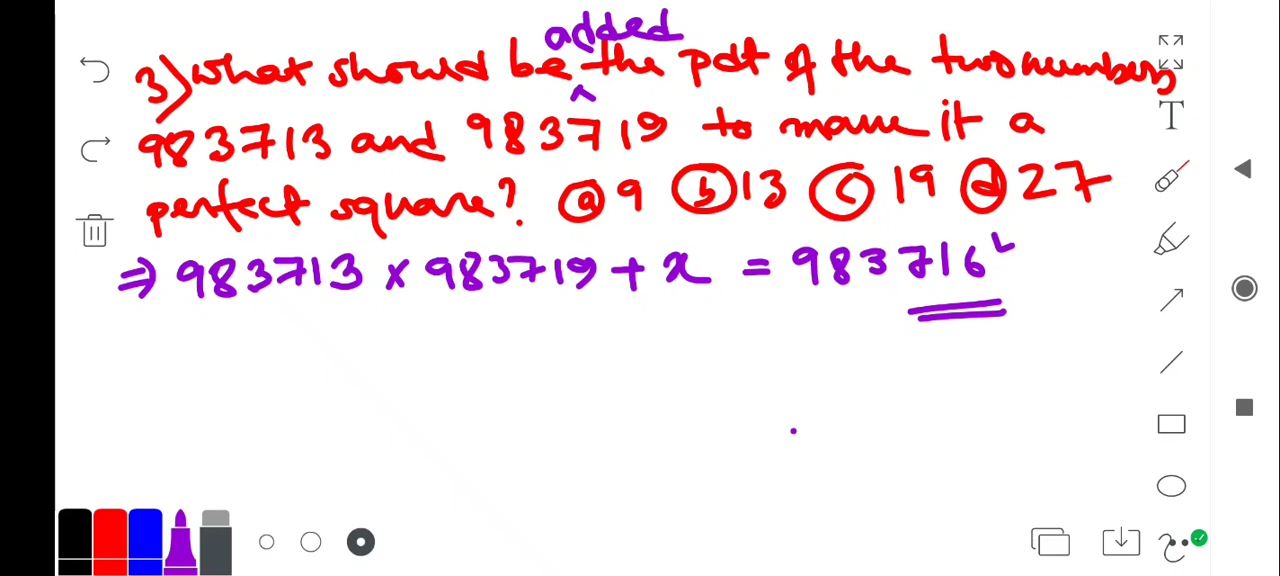 added
3) what should be ^ the pdt of the two numbers
983713 and 983719 to make it a
perfect square? ⓐ 9 ⓑ 13 ⓒ 19 ⓓ 27
⇒ 983713 × 983719 + x = 983716²
T